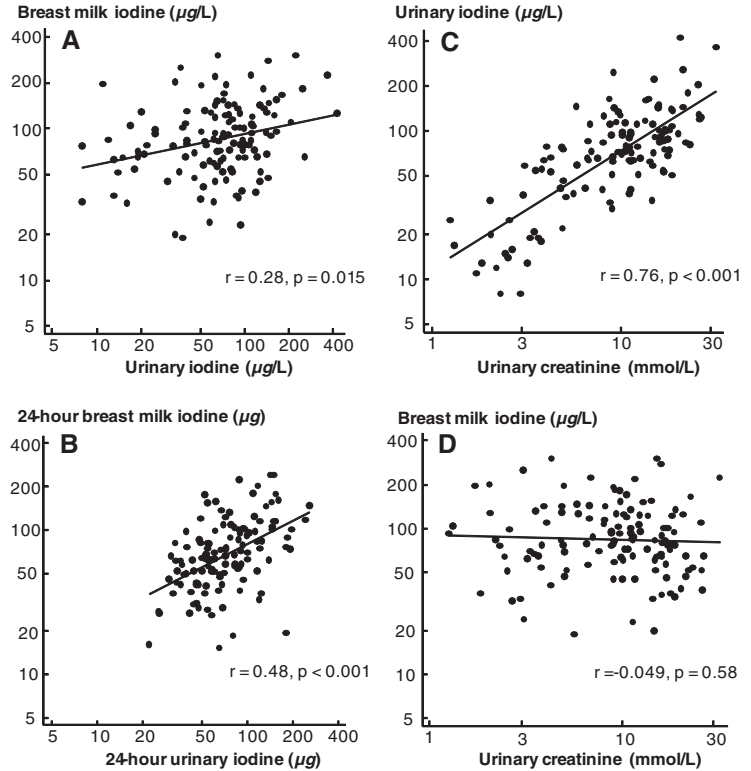 Breast milk iodine (µg/L)
A
400
200
100
50
20
10
5
r = 0.28, p = 0.015
5 10 20 50 100 200 400
Urinary iodine (µg/L)
Urinary iodine (µg/L)
C
400
200
100
50
20
10
5
r = 0.76, p < 0.001
1 3 10 30
Urinary creatinine (mmol/L)
24-hour breast milk iodine (µg)
B
400
200
100
50
20
10
5
r = 0.48, p < 0.001
5 10 20 50 100 200 400
24-hour urinary iodine (µg)
Breast milk iodine (µg/L)
D
400
200
100
50
20
10
5
r =-0.049, p = 0.58
1 3 10 30
Urinary creatinine (mmol/L)